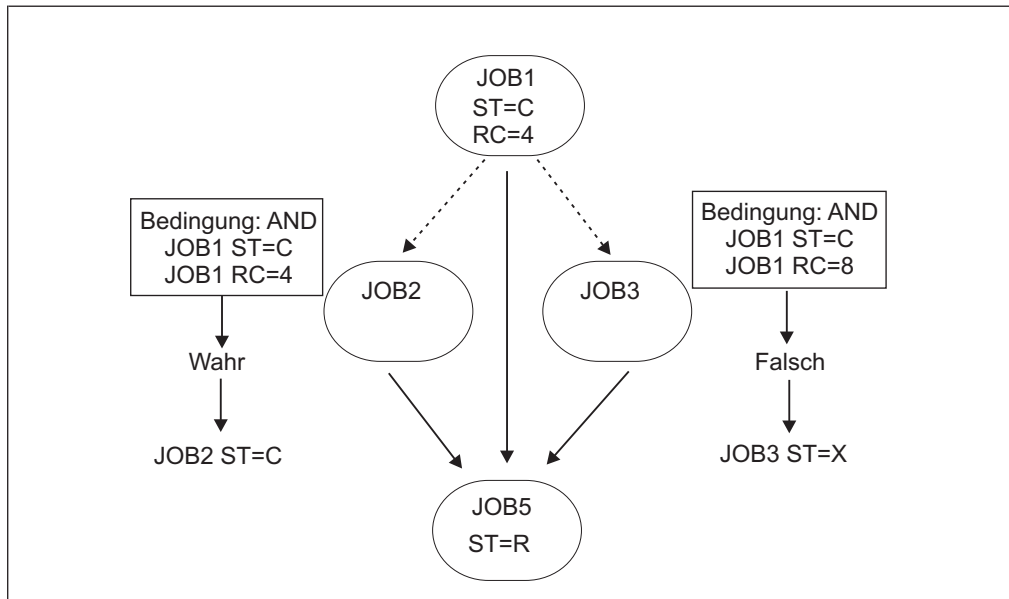 JOB1
ST=C
RC=4
Bedingung: AND
JOB1 ST=C
JOB1 RC=4
Bedingung: AND
JOB1 ST=C
JOB1 RC=8
JOB2
JOB3
Wahr
Falsch
JOB2 ST=C
JOB3 ST=X
JOB5
ST=R